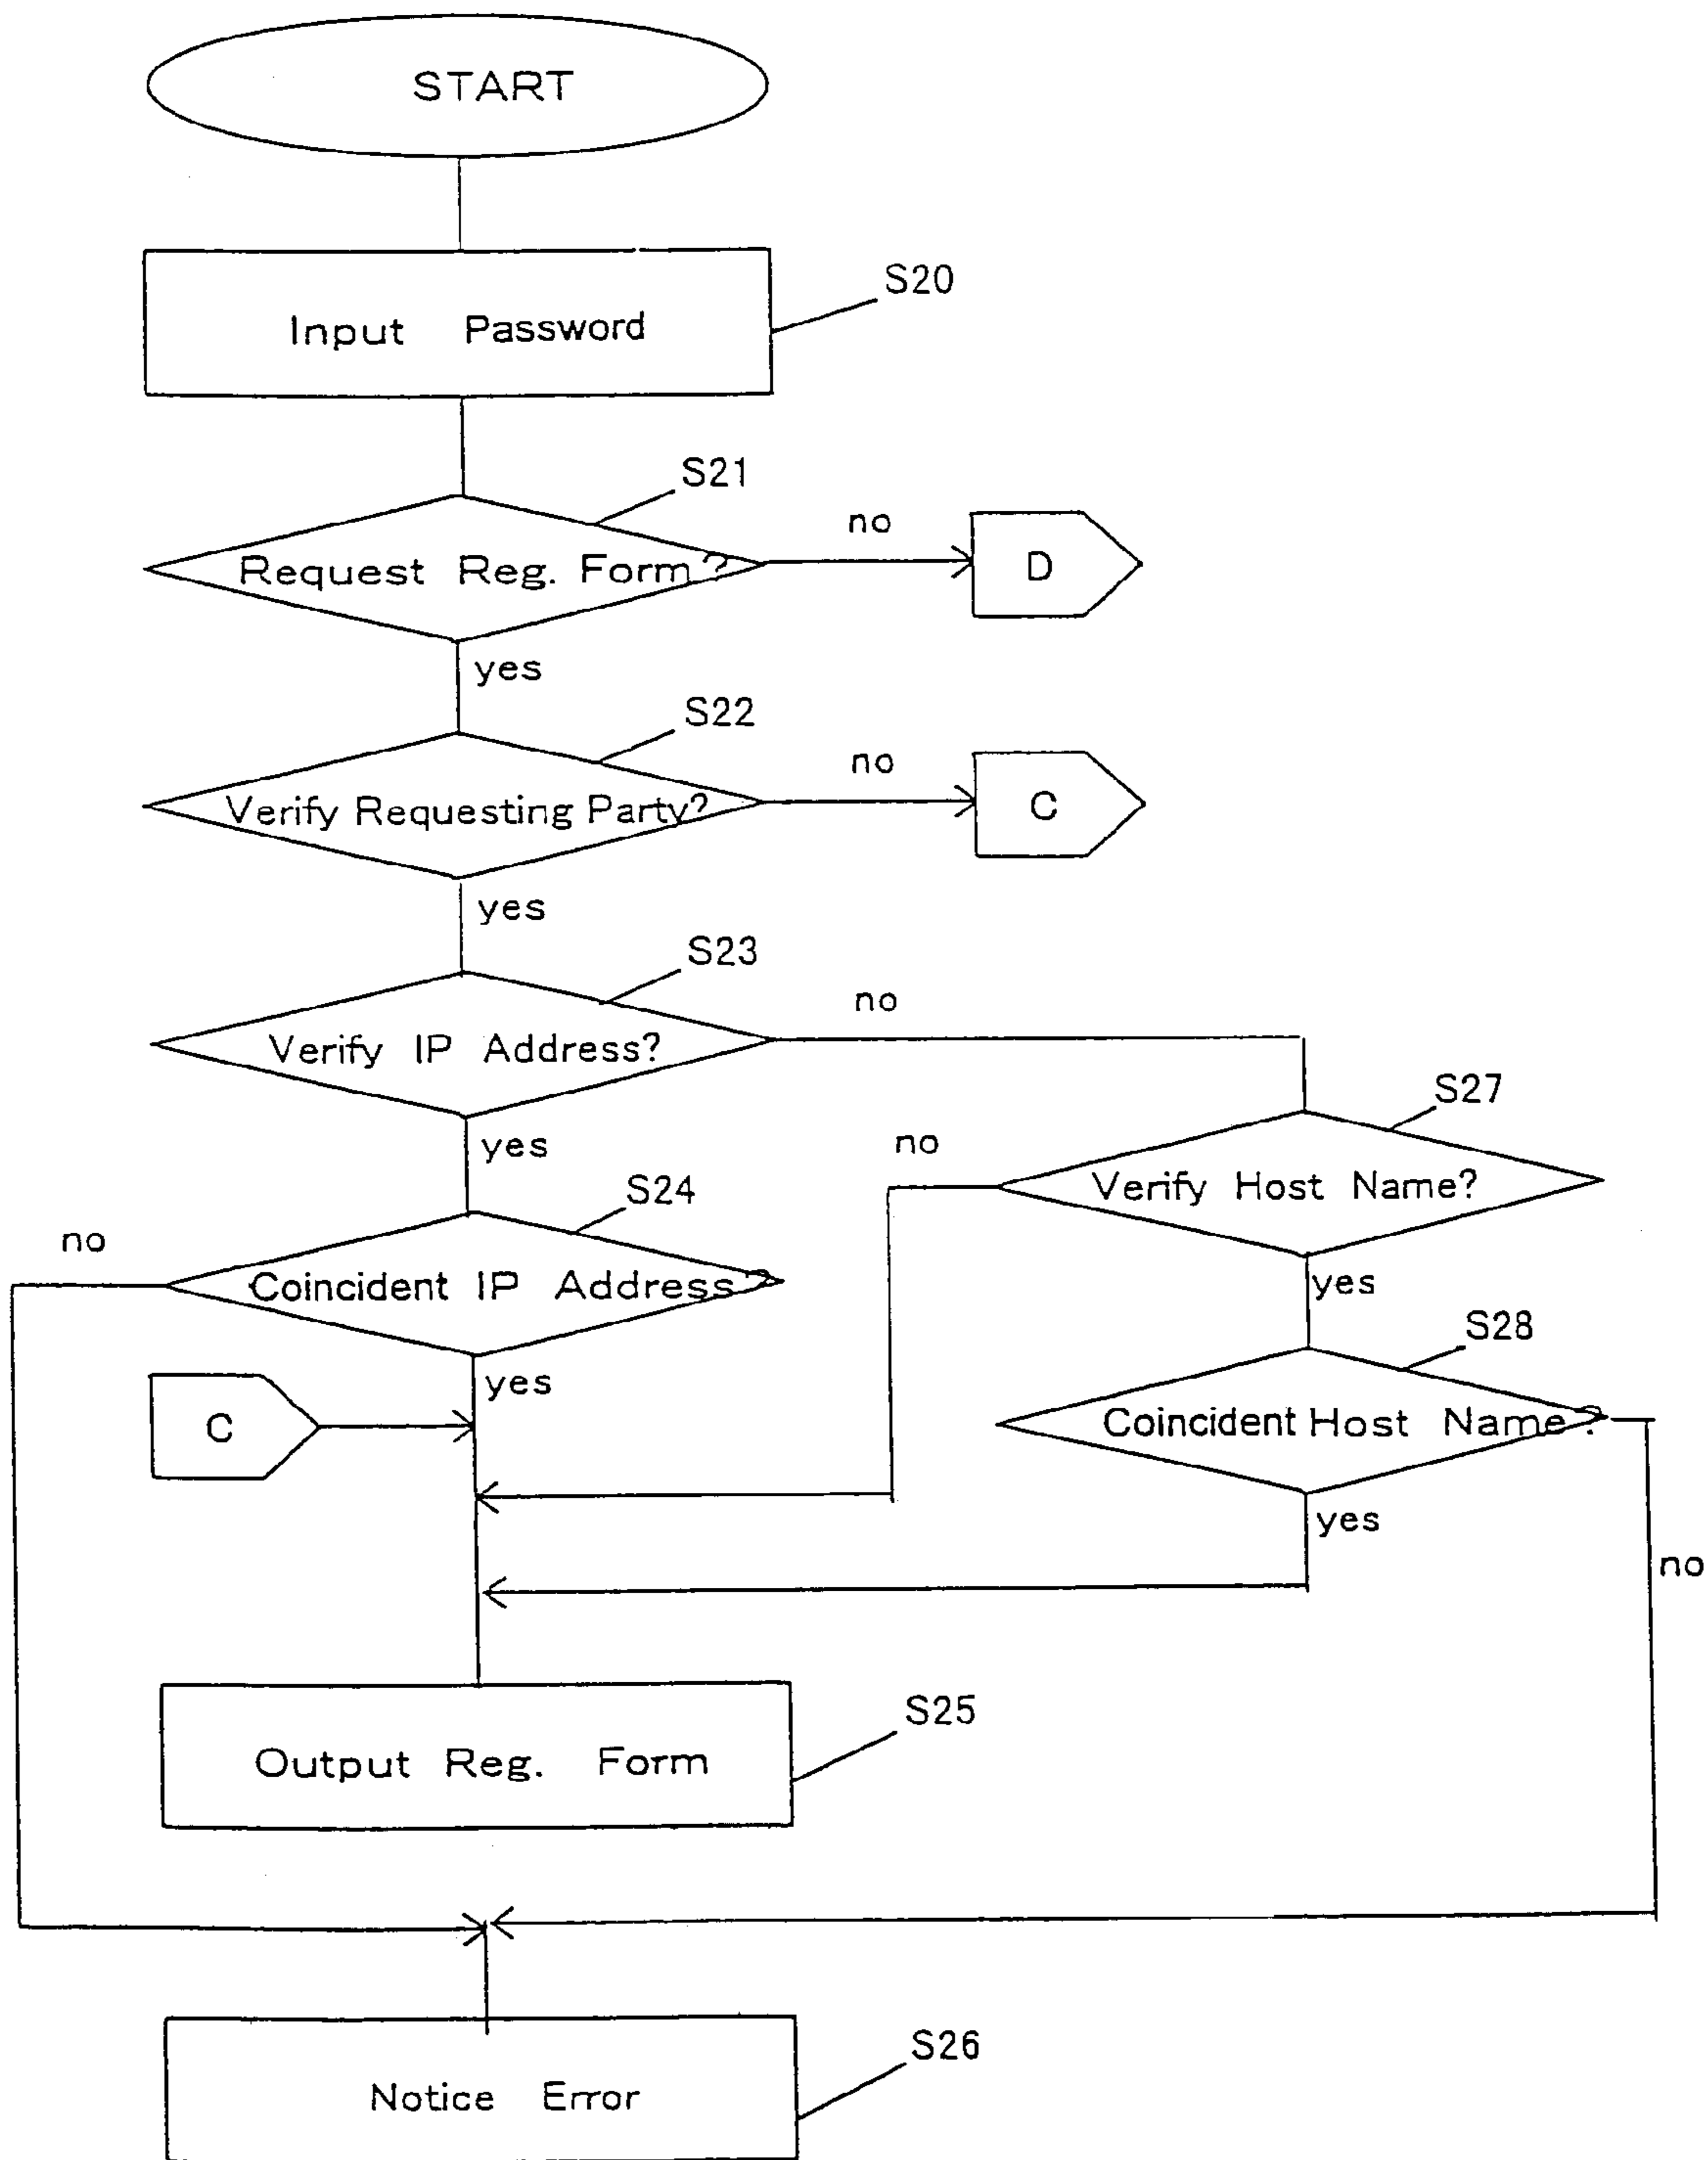 START
Input Password
S20
S21
Request Reg. Form?
no
D
yes
S22
Verify Requesting Party?
no
C
yes
S23
Verify IP Address?
no
yes
S27
Verify Host Name?
no
yes
S24
Coincident IP Address?
no
yes
C
S28
Coincident Host Name?
yes
no
S25
Output Reg. Form
S26
Notice Error